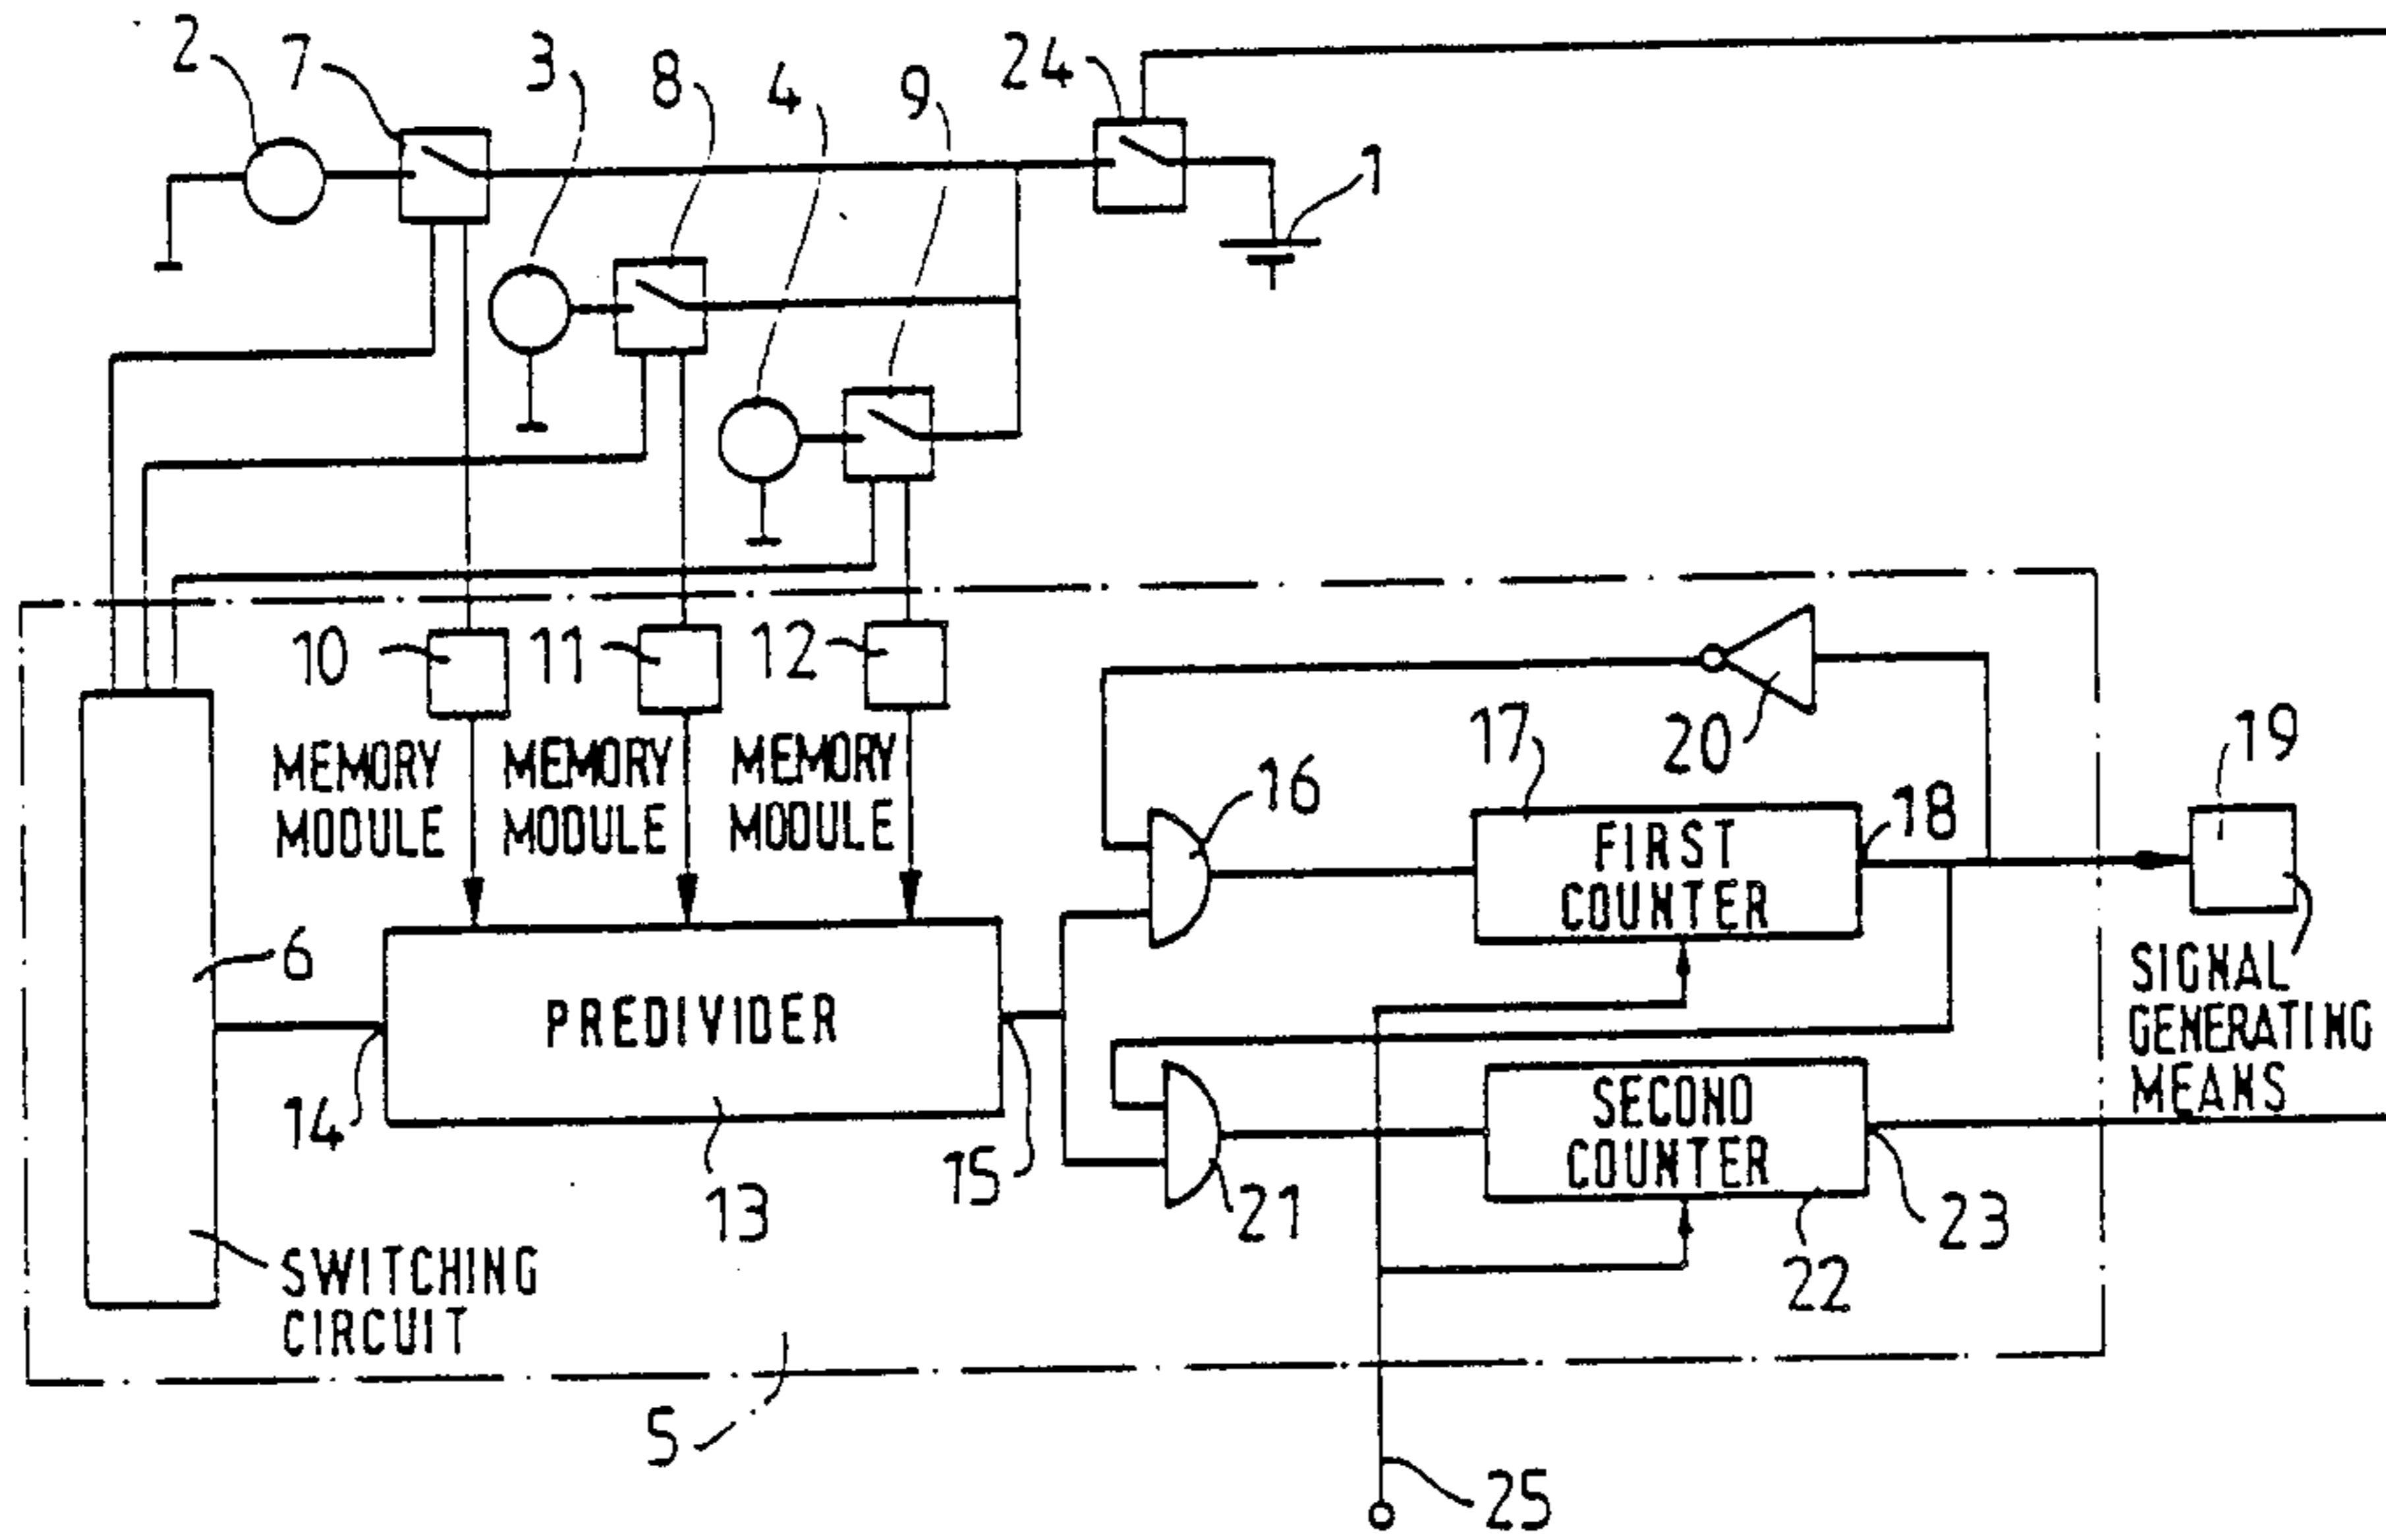 2
7
3
8
4
9
24
1
10
11
12
MEMORY
MODULE
MEMORY
MODULE
MEMORY
MODULE
16
17
20
18
19
FIRST
COUNTER
6
PREDIVIDER
SIGNAL
GENERATING
MEANS
14
13
15
SECOND
COUNTER
21
22
23
SWITCHING
CIRCUIT
5
25